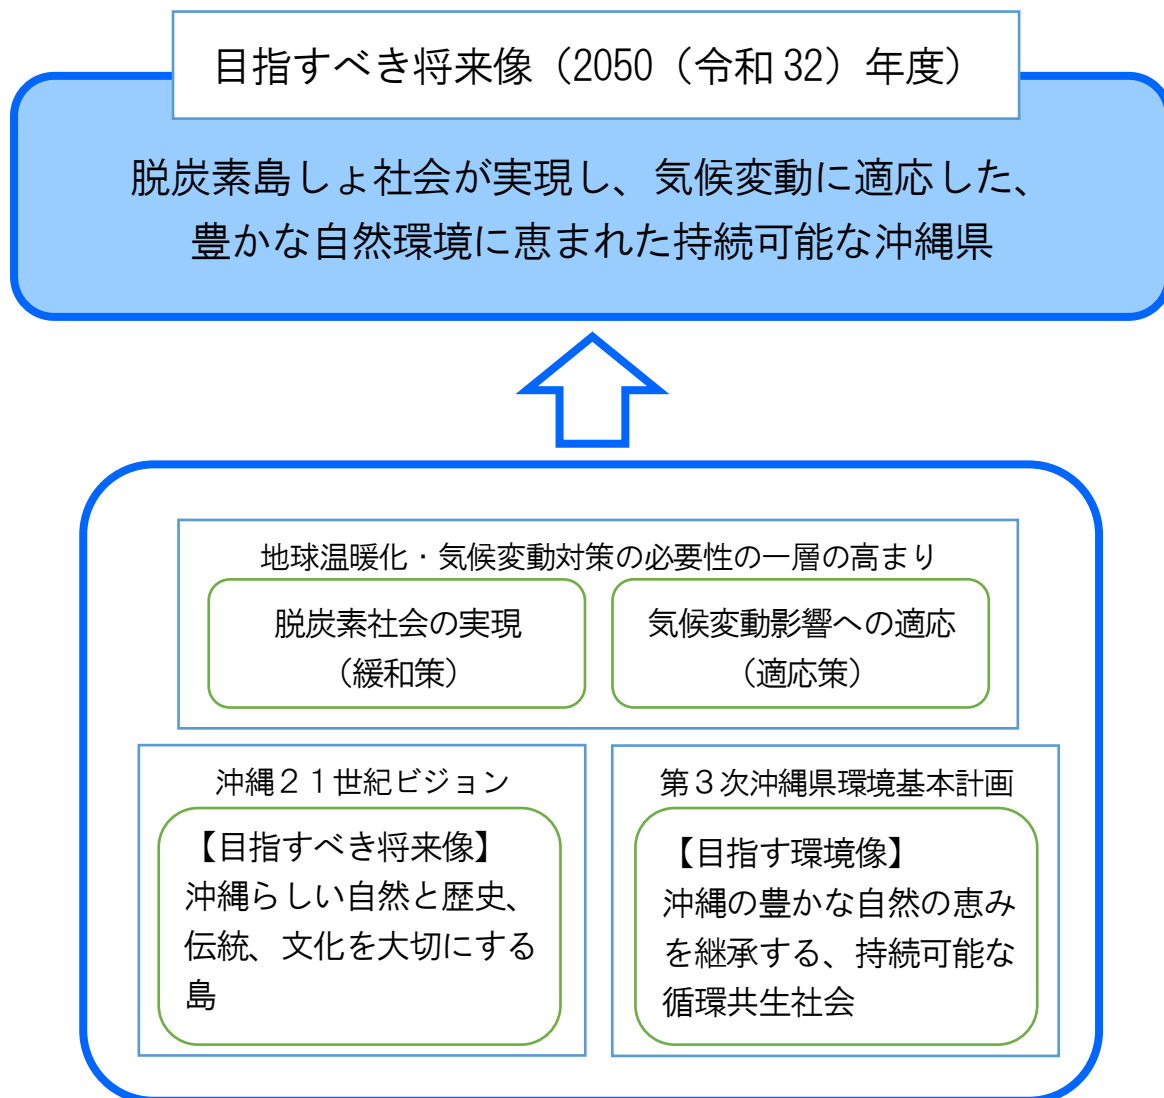 目指すべき将来像（2050（令和 32）年度）
脱炭素島しょ社会が実現し、気候変動に適応した、
豊かな自然環境に恵まれた持続可能な沖縄県
地球温暖化・気候変動対策の必要性の一層の高まり
脱炭素社会の実現
（緩和策）
気候変動影響への適応
（適応策）
沖縄２１世紀ビジョン
【目指すべき将来像】
沖縄らしい自然と歴史、
伝統、文化を大切にする
島
第３次沖縄県環境基本計画
【目指す環境像】
沖縄の豊かな自然の恵み
を継承する、持続可能な
循環共生社会